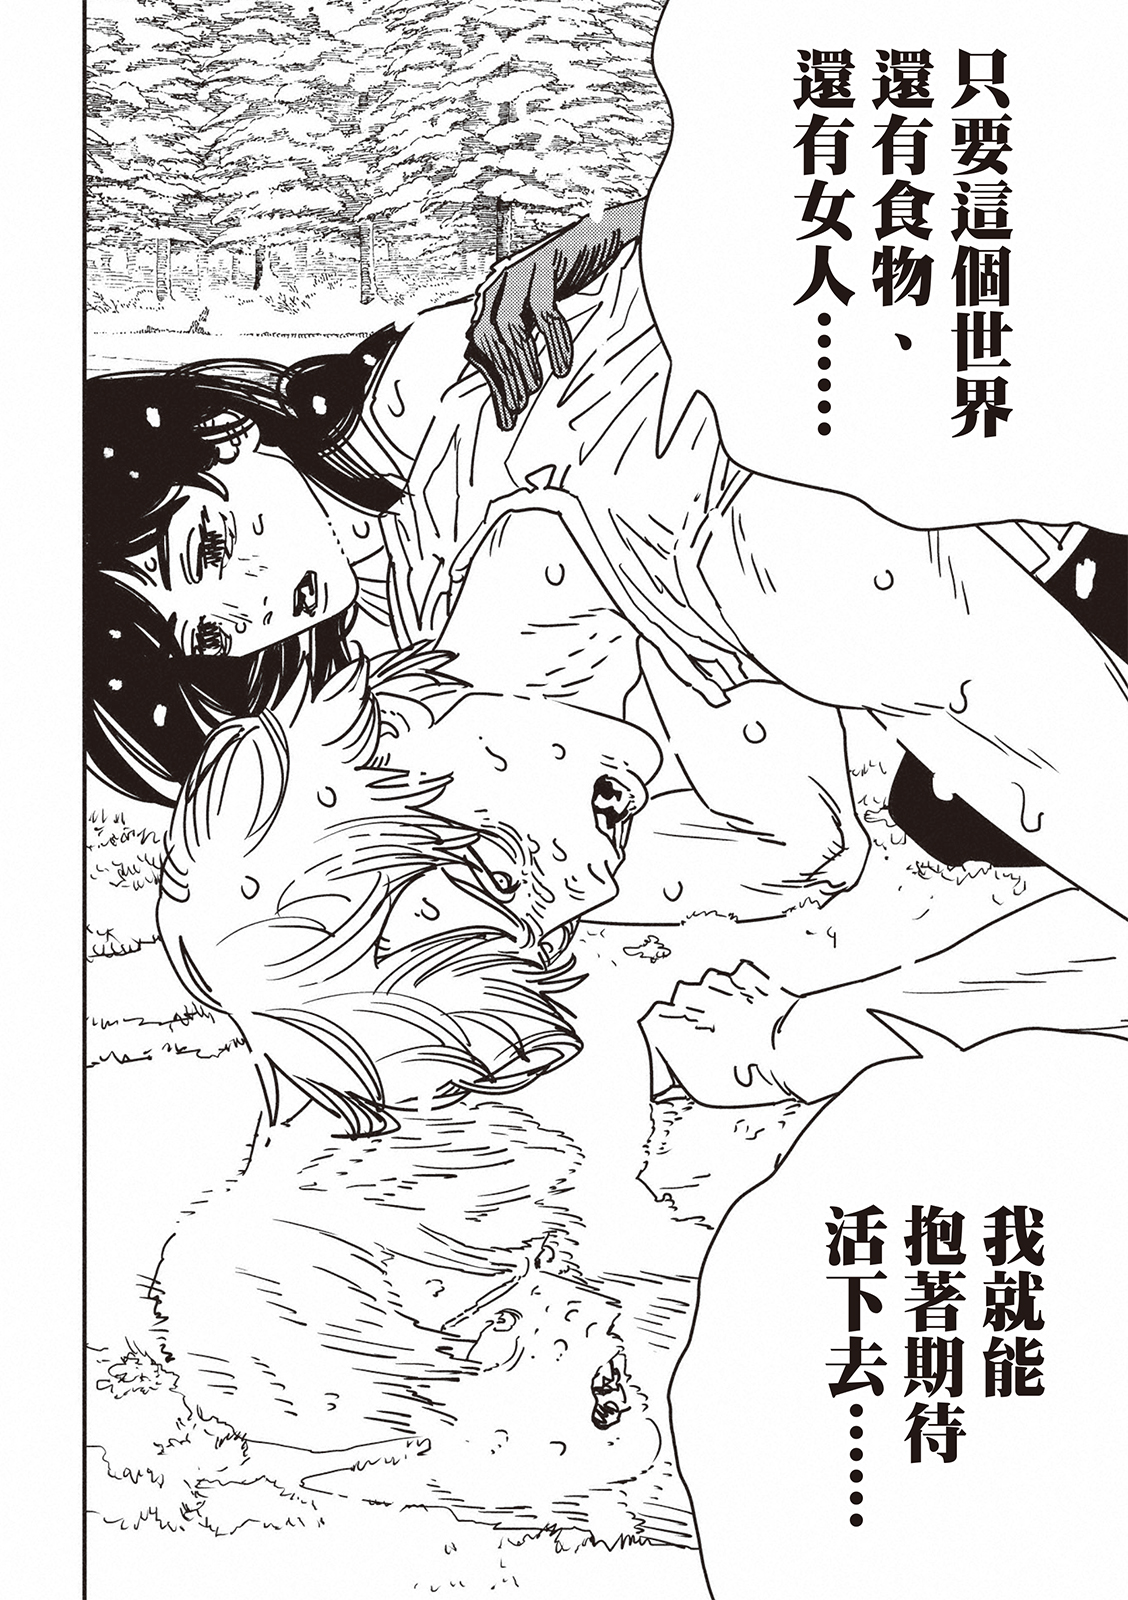 只要這個世界
還有食物、
還有女人……
我就能
抱著期待
活下去……